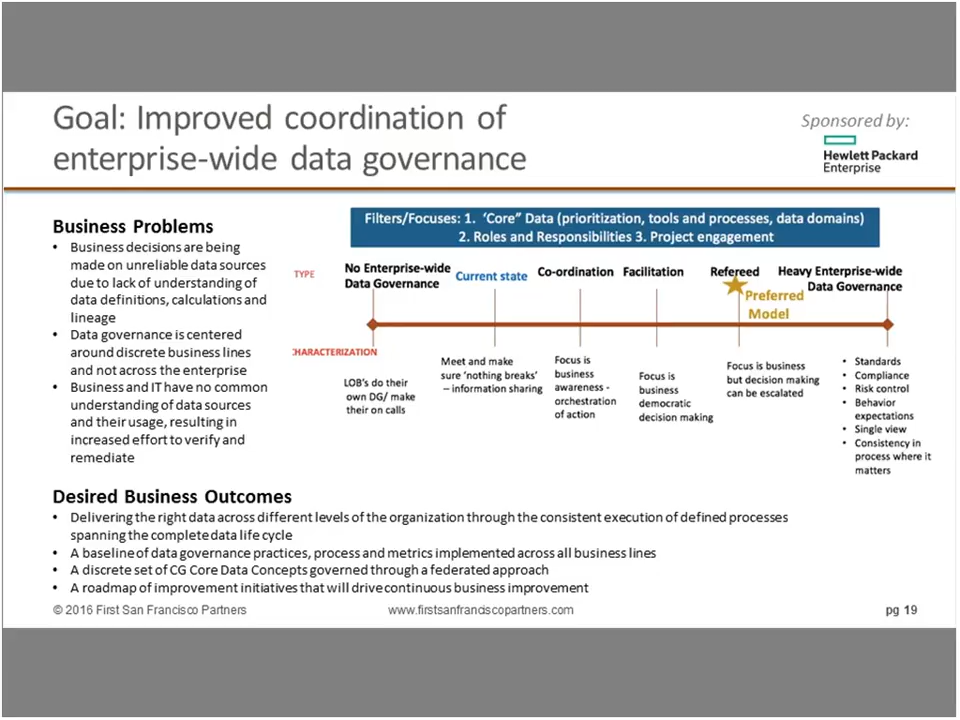 Goal: Improved coordination of
enterprise-wide data governance
Sponsored by:
Hewlett Packard
Enterprise
Business Problems
• Business decisions are being
made on unreliable data sources
due to lack of understanding of
data definitions, calculations and
lineage
• Data governance is centered
around discrete business lines
and not across the enterprise
• Business and IT have no common
understanding of data sources
and their usage, resulting in
increased effort to verify and
remediate
Filters/Focuses: 1. ‘Core” Data (prioritization, tools and processes, data domains)
2. Roles and Responsibilities 3. Project engagement
TYPE
No Enterprise-wide
Data Governance
Current state
Co-ordination
Facilitation
Refereed
Heavy Enterprise-wide
Data Governance
Preferred
Model
CHARACTERIZATION
LOB’s do their
own DG/ make
their on calls
Meet and make
sure ‘nothing breaks’
– information sharing
Focus is
business
awareness -
orchestration
of action
Focus is
business
democratic
decision making
Focus is business
but decision making
can be escalated
• Standards
• Compliance
• Risk control
• Behavior
expectations
• Single view
• Consistency in
process where it
matters
Desired Business Outcomes
• Delivering the right data across different levels of the organization through the consistent execution of defined processes
spanning the complete data life cycle
• A baseline of data governance practices, process and metrics implemented across all business lines
• A discrete set of CG Core Data Concepts governed through a federated approach
• A roadmap of improvement initiatives that will drive continuous business improvement
© 2016 First San Francisco Partners
www.firstsanfranciscopartners.com
pg 19